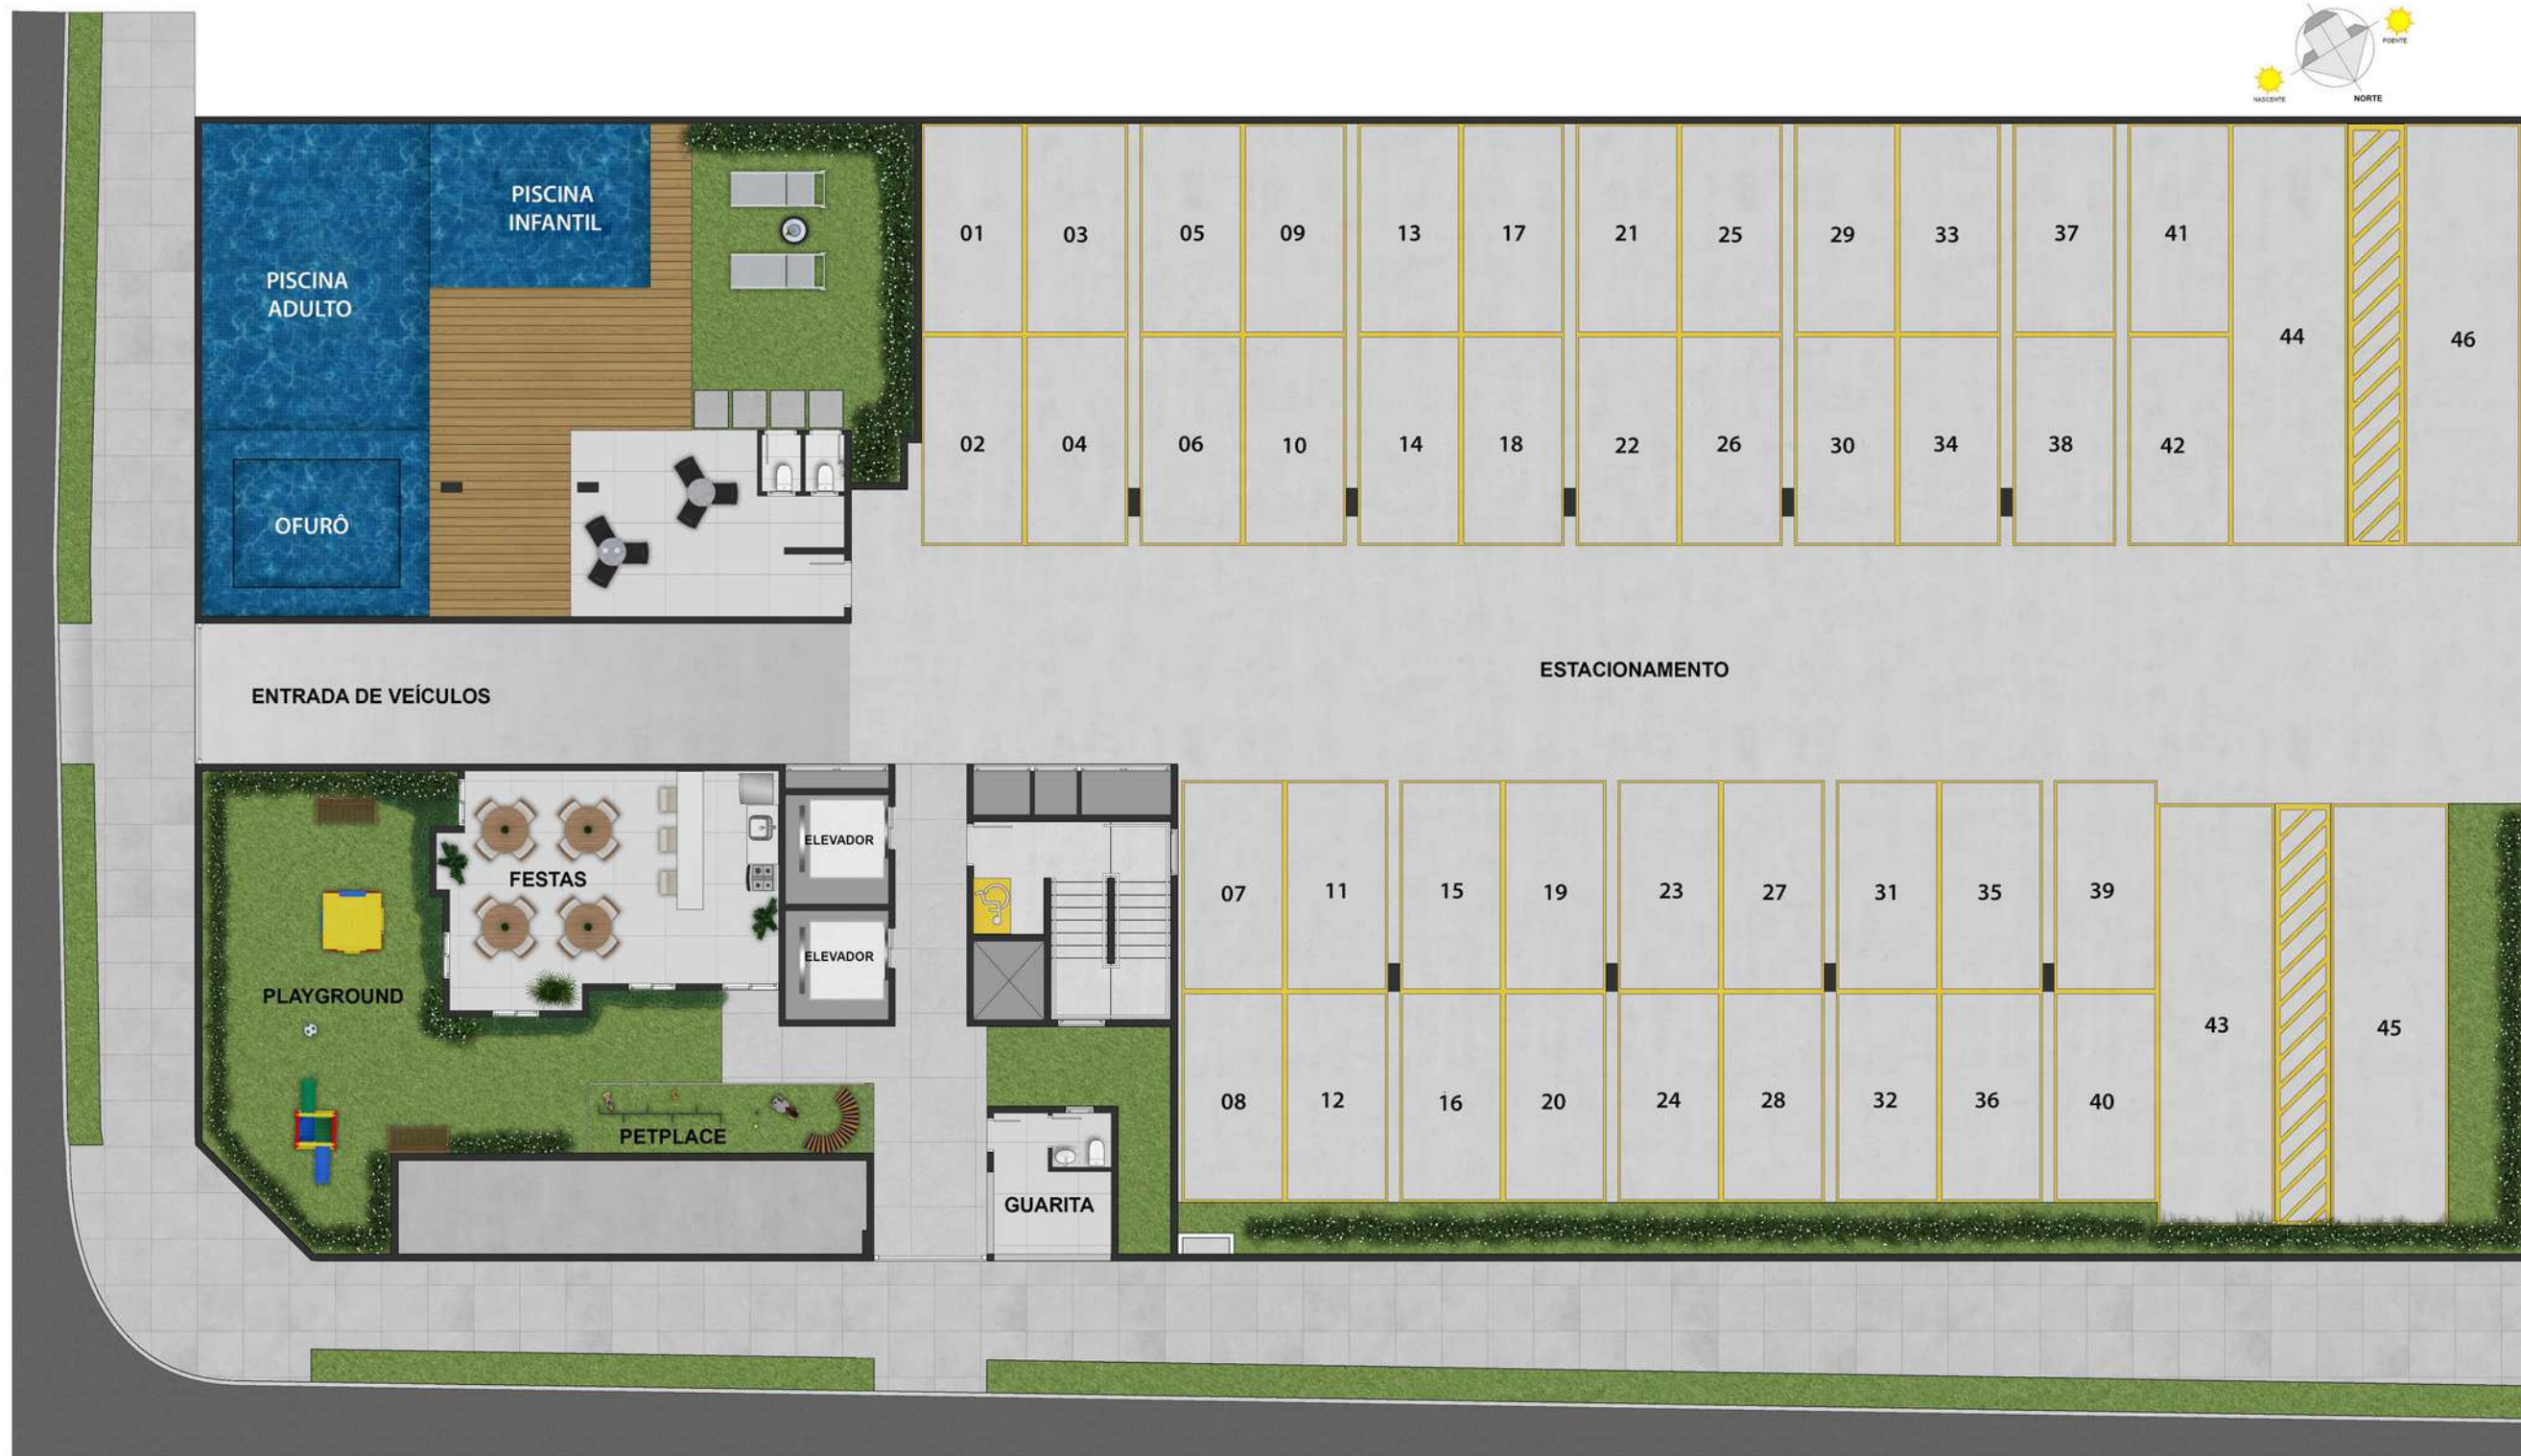 POENTE
NASCENTE
NORTE
PISCINA
INFANTIL
PISCINA
ADULTO
OFURÔ
01 03 05 09 13 17 21 25 29 33 37 41
44 46
02 04 06 10 14 18 22 26 30 34 38 42
ENTRADA DE VEÍCULOS
ESTACIONAMENTO
ELEVADOR
FESTAS
ELEVADOR
PLAYGROUND
PETPLACE
GUARITA
07 11 15 19 23 27 31 35 39
43 45
08 12 16 20 24 28 32 36 40